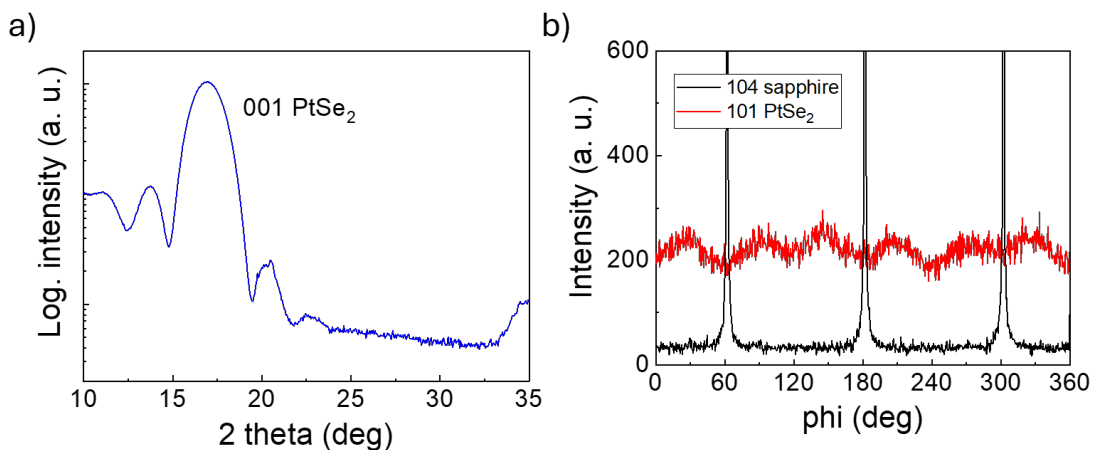 a)
Log. intensity (a. u.)
001 PtSe₂
10 15 20 25 30 35
2 theta (deg)
b)
Intensity (a. u.)
600
400
200
0
104 sapphire
101 PtSe₂
0 60 120 180 240 300 360
phi (deg)